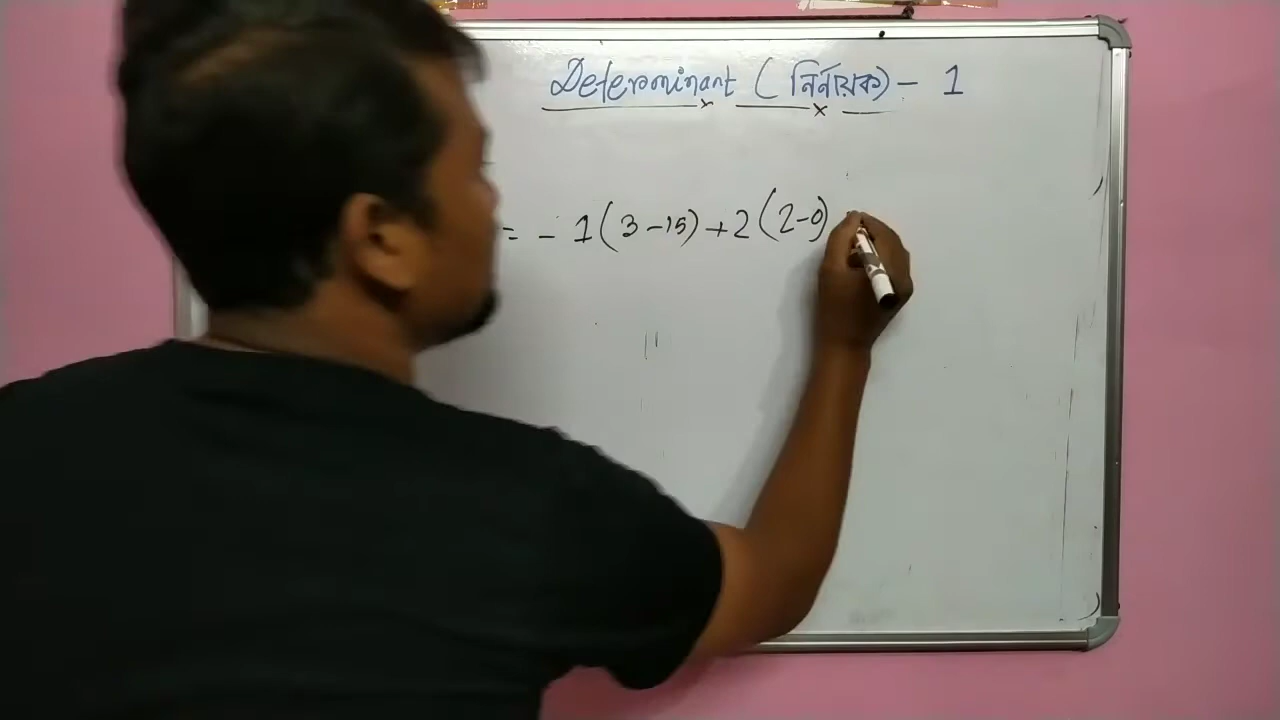 Determinant (নির্নায়ক) - 1
= - 1(3-15) +2(2-0)